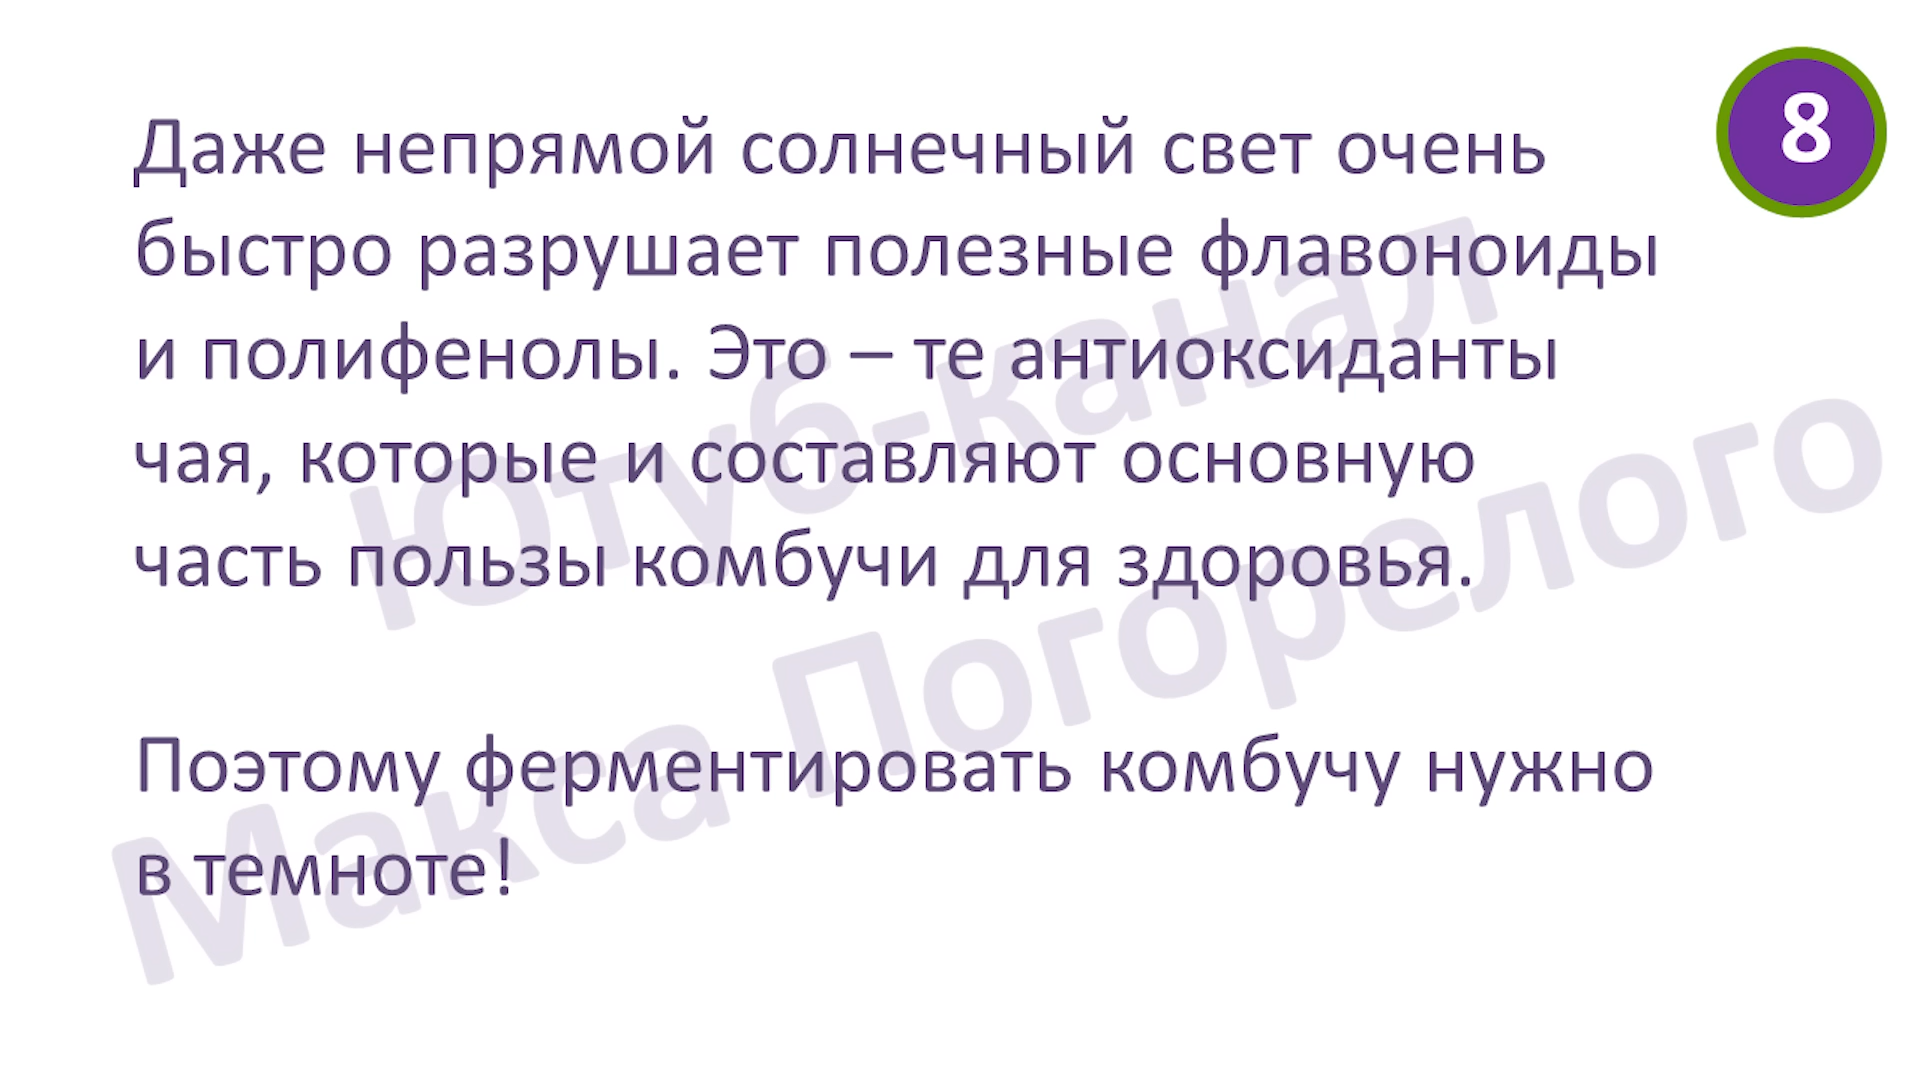 8
Даже непрямой солнечный свет очень
быстро разрушает полезные флавоноиды
и полифенолы. Это – те антиоксиданты
чая, которые и составляют основную
часть пользы комбучи для здоровья.
Поэтому ферментировать комбучу нужно
в темноте!
Ютуб-канал
Макса Погорелого